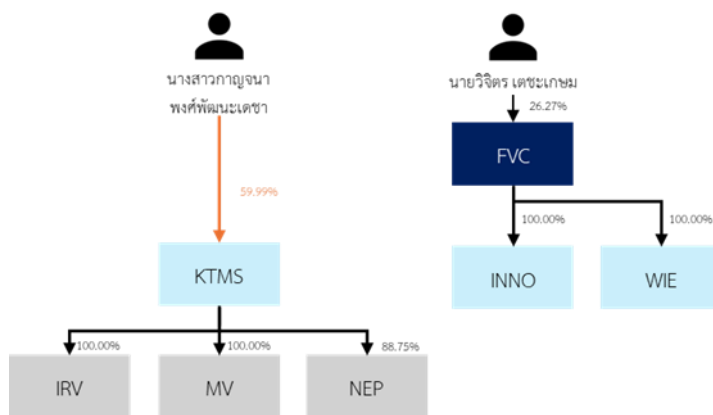 นางสาวกาญจนา
พงศ์พัฒนะเดชา
59.99%
KTMS
100.00%
100.00%
88.75%
IRV
MV
NEP
นายวิจิตร เตชะเกษม
26.27%
FVC
100.00%
100.00%
INNO
WIE